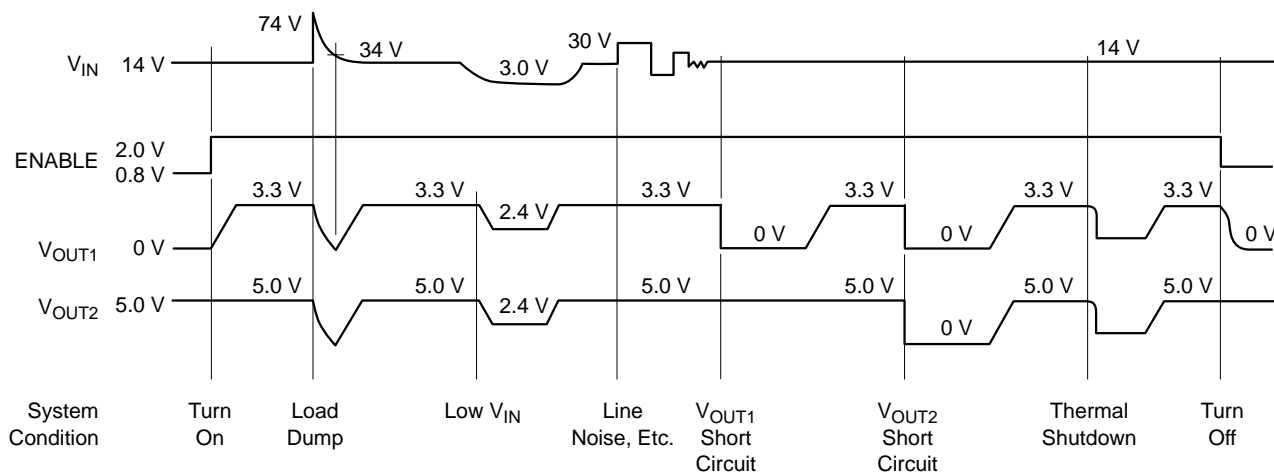 74 V
34 V
30 V
14 V
V_IN 14 V
3.0 V
ENABLE
2.0 V
0.8 V
3.3 V 3.3 V 2.4 V 3.3 V 3.3 V 3.3 V 3.3 V
V_OUT1 0 V 0 V 0 V 0 V
V_OUT2 5.0 V 5.0 V 5.0 V 2.4 V 5.0 V 5.0 V 5.0 V 5.0 V
0 V
System Condition
Turn On
Load Dump
Low V_IN
Line Noise, Etc.
V_OUT1 Short Circuit
V_OUT2 Short Circuit
Thermal Shutdown
Turn Off